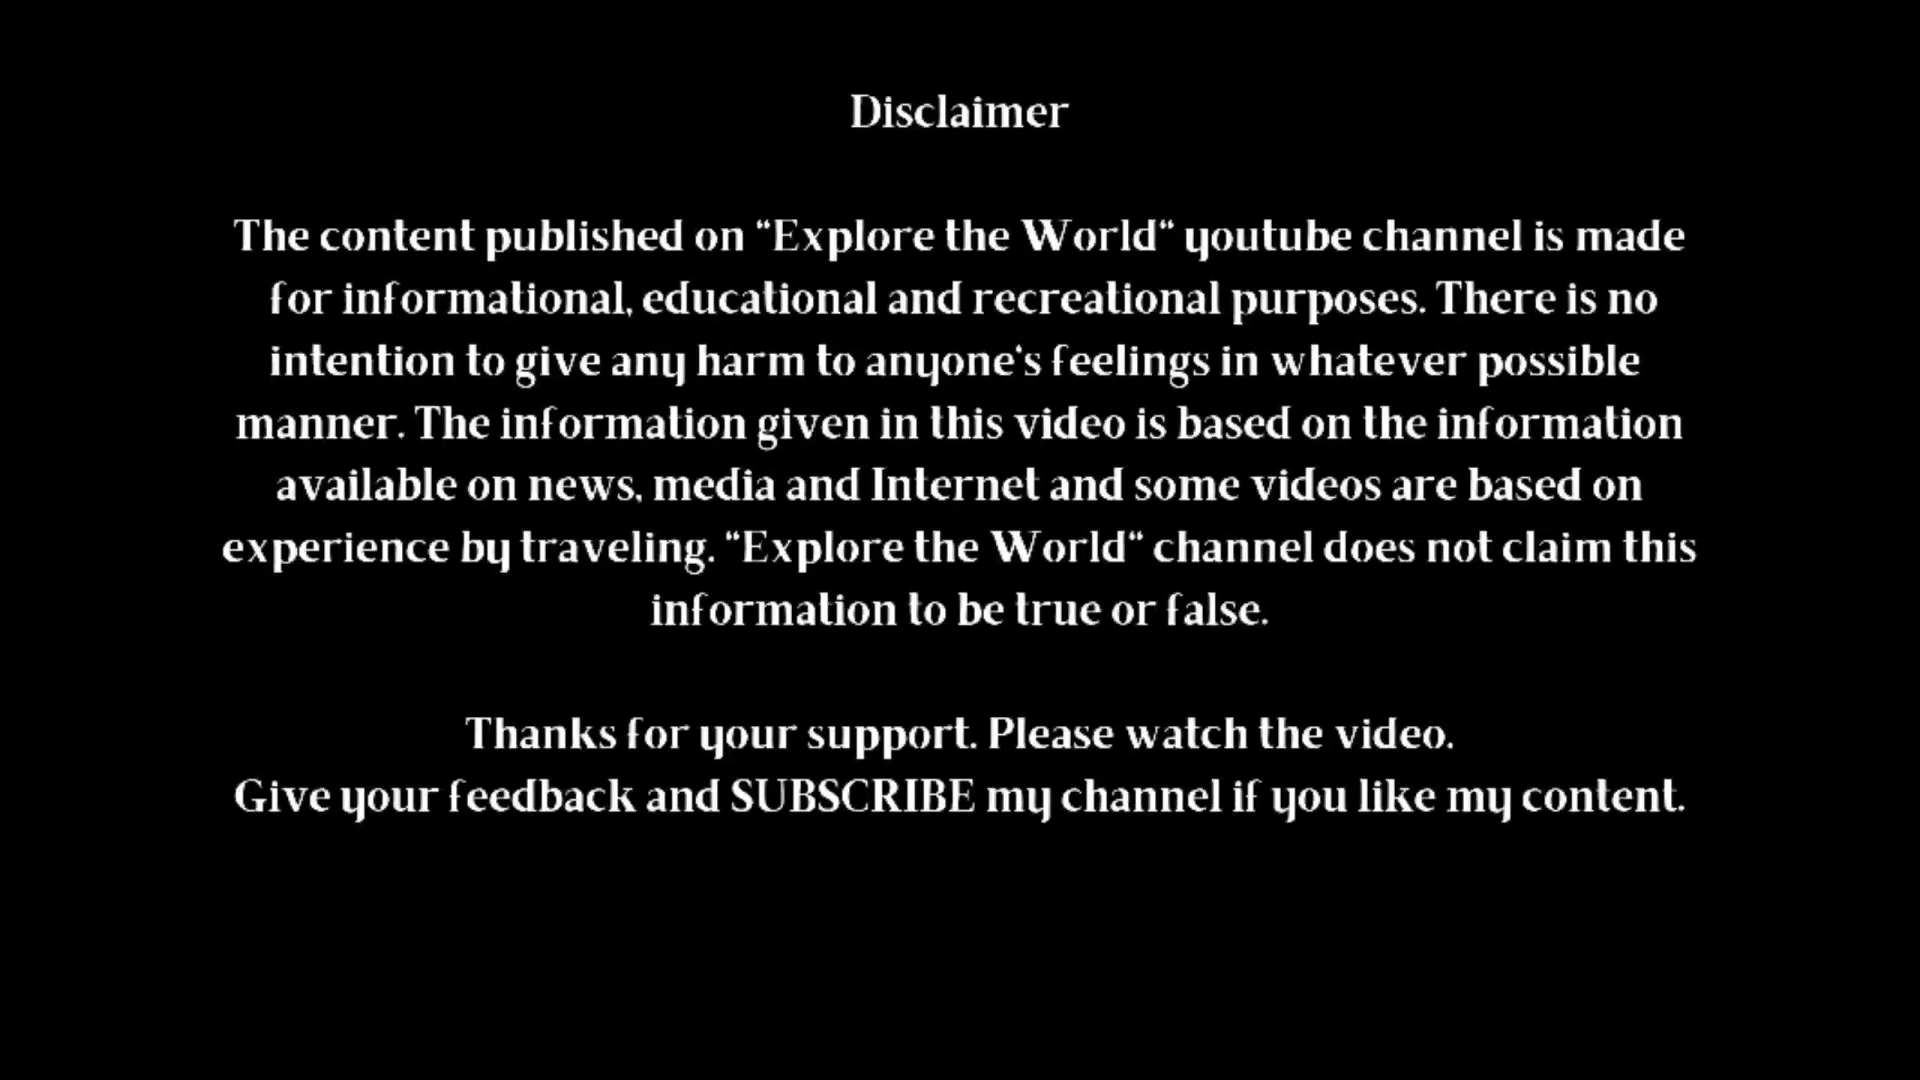 Disclaimer
The content published on “Explore the World“ youtube channel is made
for informational, educational and recreational purposes. There is no
intention to give any harm to anyone‘s feelings in whatever possible
manner. The information given in this video is based on the information
available on news, media and Internet and some videos are based on
experience by traveling. “Explore the World“ channel does not claim this
information to be true or false.
Thanks for your support. Please watch the video.
Give your feedback and SUBSCRIBE my channel if you like my content.